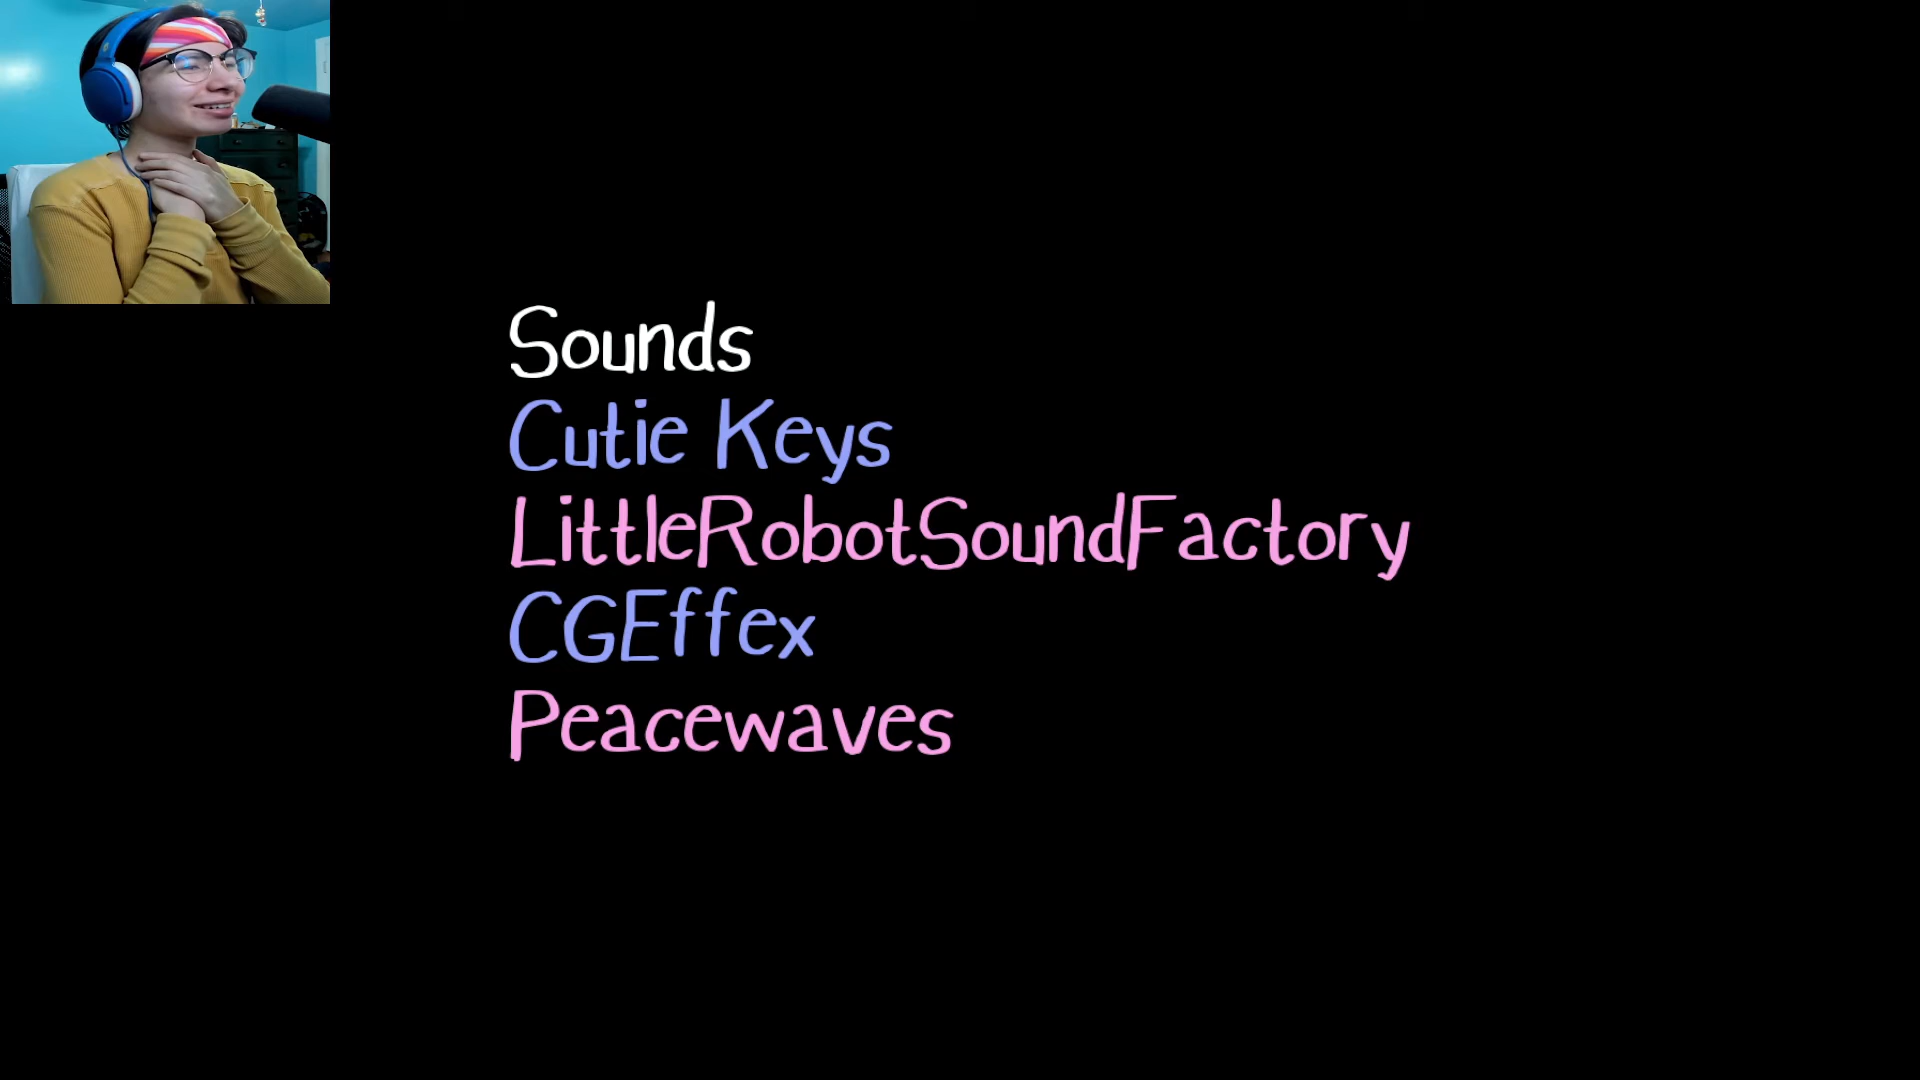 Sounds
Cutie Keys
LittleRobotSoundFactory
CGEffex
Peacewaves